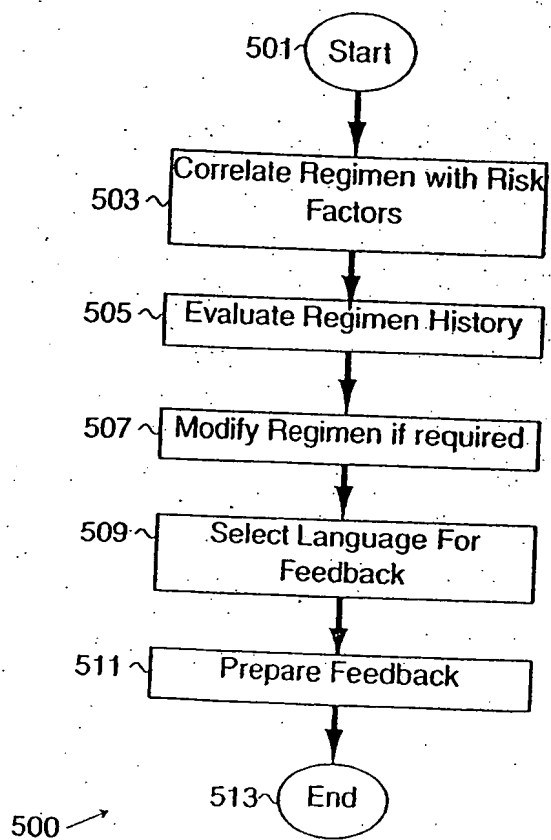 501 Start
503 Correlate Regimen with Risk
Factors
505 Evaluate Regimen History
507 Modify Regimen if required
509 Select Language For
Feedback
511 Prepare Feedback
513 End
500